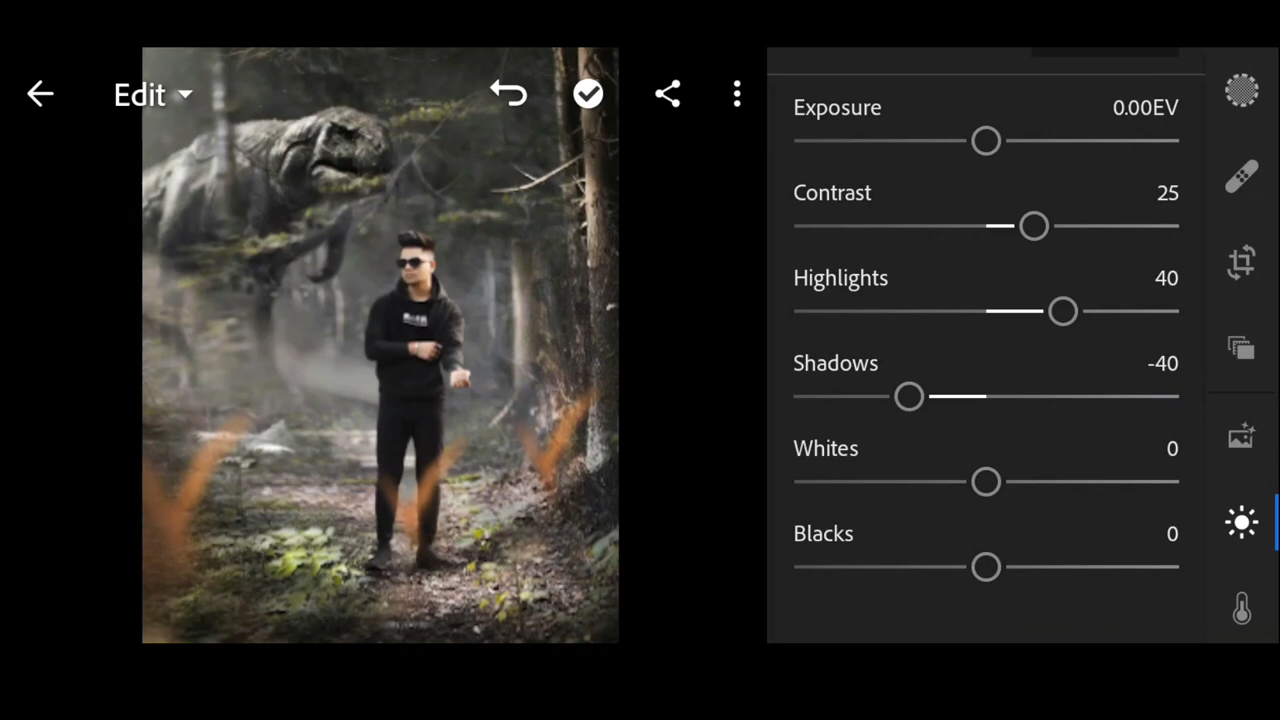 Edit
Exposure 0.00EV
Contrast 25
Highlights 40
Shadows -40
Whites 0
Blacks 0